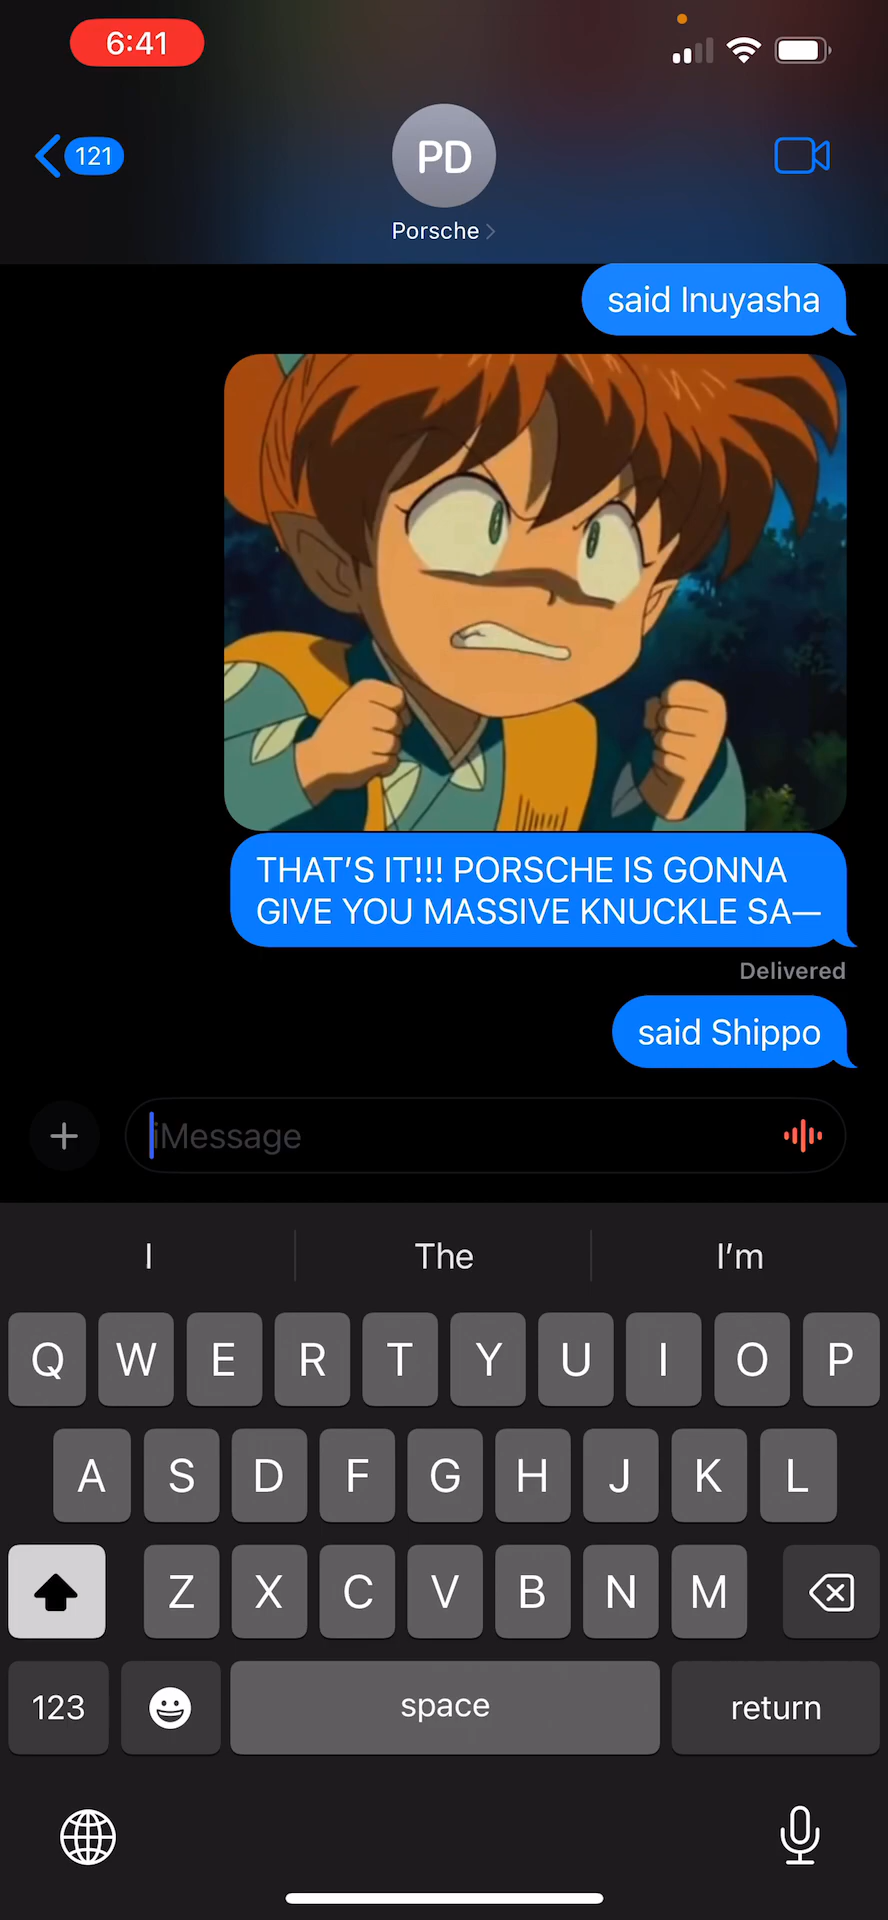 6:41
121
PD
Porsche
said Inuyasha
THAT’S IT!!! PORSCHE IS GONNA
GIVE YOU MASSIVE KNUCKLE SA—
Delivered
said Shippo
iMessage
I The I’m
Q W E R T Y U I O P
A S D F G H J K L
Z X C V B N M
123 space return